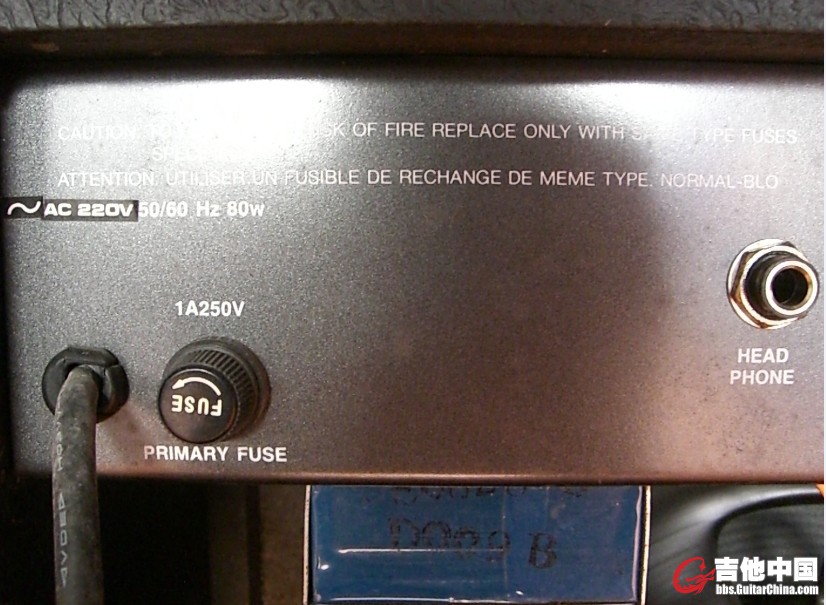 CAUTION: TO OF FIRE REPLACE ONLY WITH TYPE FUSES
ATTENTION: UTILISER UN FUSIBLE DE RECHANGE DE MEME TYPE. NORMAL-BLO
AC 220V 50/60 Hz 80w
1A250V
FUSE
PRIMARY FUSE
HEAD
PHONE
B
吉他中国
bbs.GuitarChina.com